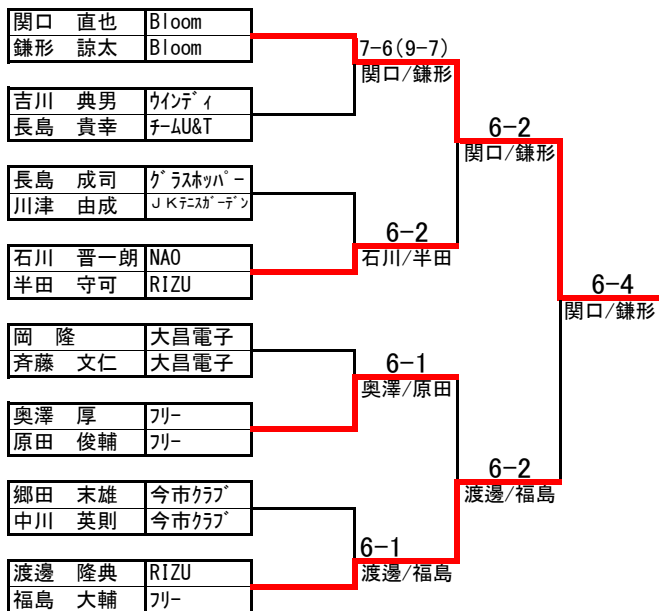 関口　直也 Bloom
鎌形　諒太 Bloom
7-6(9-7)
関口/鎌形
吉川　典男 ｳｲﾝﾃﾞｨ
長島　貴幸 ﾁｰﾑU&T
6-2
関口/鎌形
長島　成司 ｸﾞﾗｽﾎｯﾊﾟｰ
川津　由成 ＪＫﾃﾆｽｶﾞｰﾃﾞﾝ
6-2
石川/半田
石川　晋一朗 NAO
半田　守可 RIZU
6-4
関口/鎌形
岡　隆 大昌電子
斉藤　文仁 大昌電子
6-1
奥澤/原田
奥澤　厚 ﾌﾘｰ
原田　俊輔 ﾌﾘｰ
6-2
渡邊/福島
郷田　末雄 今市ｸﾗﾌﾞ
中川　英則 今市ｸﾗﾌﾞ
6-1
渡邊/福島
渡邊　隆典 RIZU
福島　大輔 ﾌﾘｰ